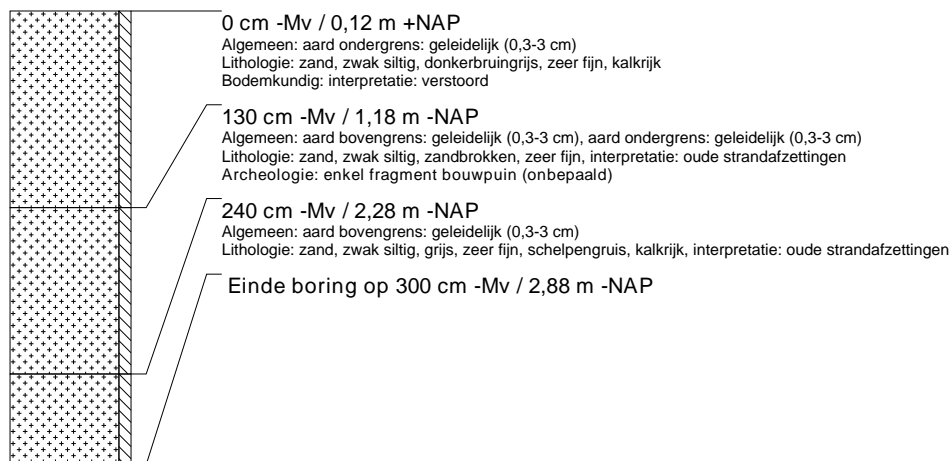 0 cm -Mv / 0,12 m +NAP
Algemeen: aard ondergrens: geleidelijk (0,3-3 cm)
Lithologie: zand, zwak siltig, donkerbruingrijs, zeer fijn, kalkrijk
Bodemkundig: interpretatie: verstoord
130 cm -Mv / 1,18 m -NAP
Algemeen: aard bovengrens: geleidelijk (0,3-3 cm), aard ondergrens: geleidelijk (0,3-3 cm)
Lithologie: zand, zwak siltig, zandbrokken, zeer fijn, interpretatie: oude strandafzettingen
Archeologie: enkel fragment bouwpuin (onbepaald)
240 cm -Mv / 2,28 m -NAP
Algemeen: aard bovengrens: geleidelijk (0,3-3 cm)
Lithologie: zand, zwak siltig, grijs, zeer fijn, schelpengruis, kalkrijk, interpretatie: oude strandafzettingen
Einde boring op 300 cm -Mv / 2,88 m -NAP